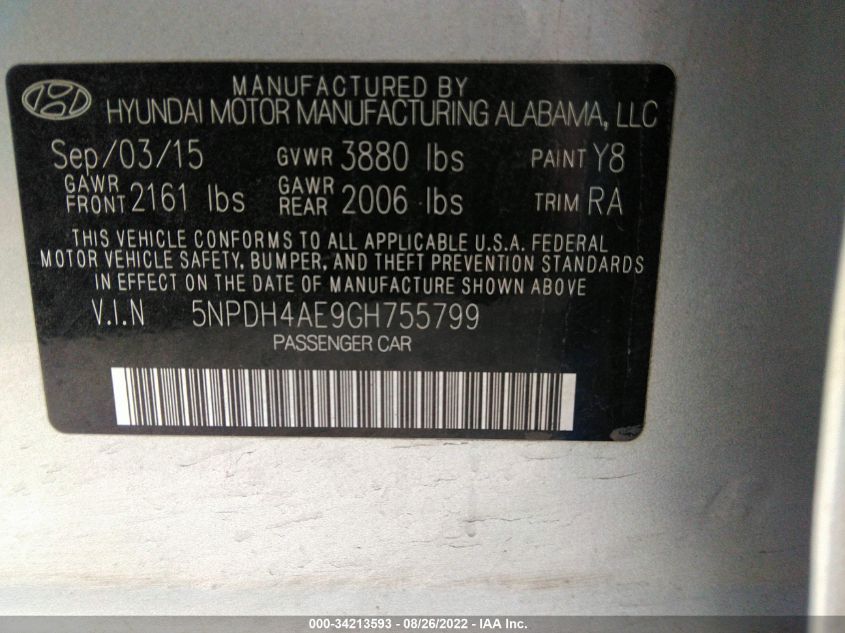 MANUFACTURED BY
HYUNDAI MOTOR MANUFACTURING ALABAMA, LLC
Sep/03/15 GVWR 3880 lbs PAINT Y8
GAWR FRONT 2161 lbs GAWR REAR 2006 lbs TRIM RA
THIS VEHICLE CONFORMS TO ALL APPLICABLE U.S.A. FEDERAL
MOTOR VEHICLE SAFETY, BUMPER, AND THEFT PREVENTION STANDARDS
IN EFFECT ON THE DATE OF MANUFACTURE SHOWN ABOVE
V.I.N 5NPDH4AE9GH755799
PASSENGER CAR
000-34213593 - 08/26/2022 - IAA Inc.